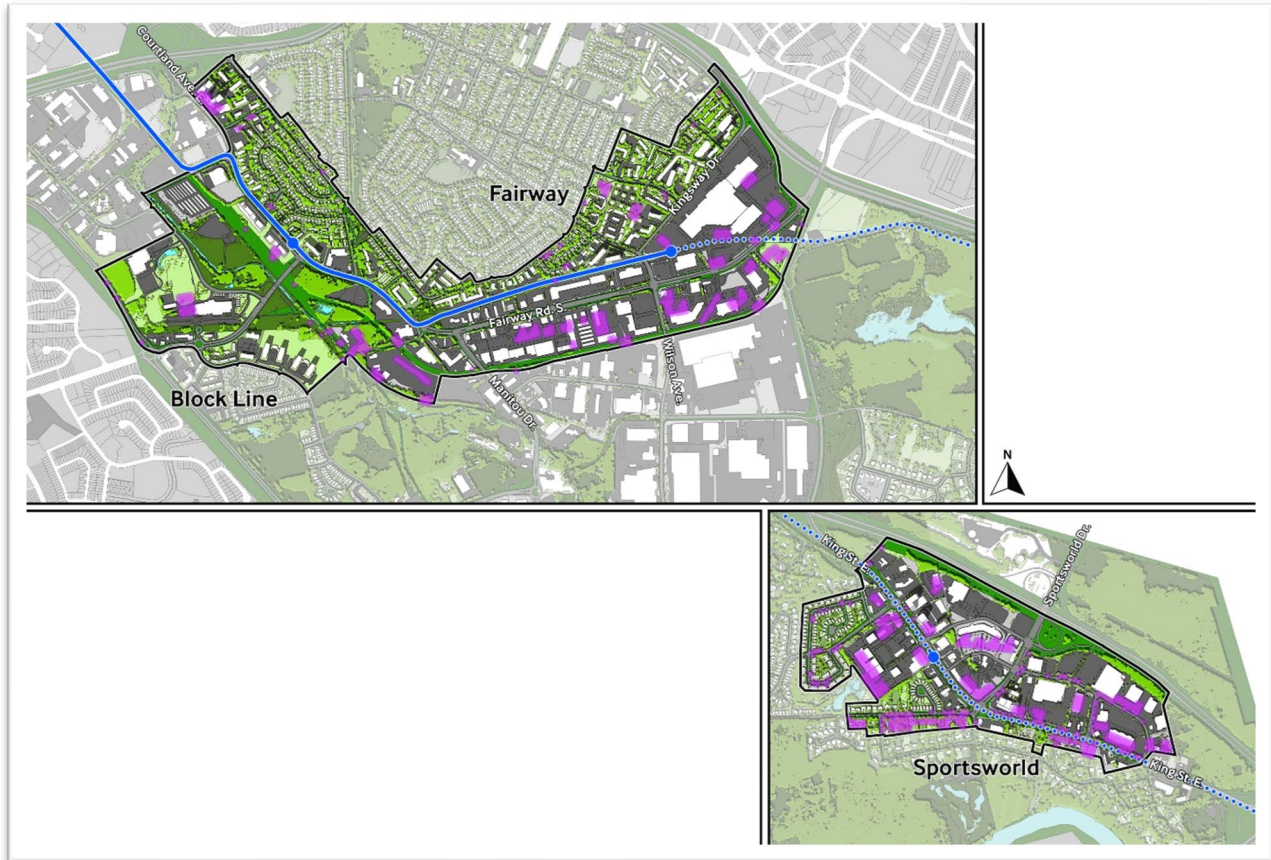 Courtland Ave. E.
Fairway
Kingsway Dr.
Fairway Rd. S.
Block Line
Manitou Dr.
Wilson Ave.
N
King St. E.
Sportsworld Dr.
Sportsworld
King St. E.